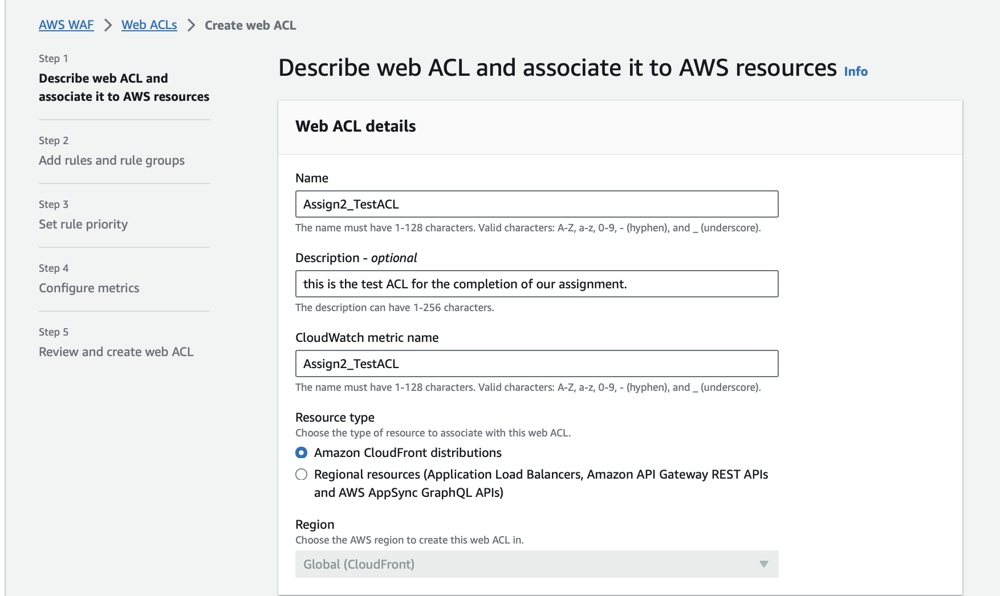 AWS WAF > Web ACLs > Create web ACL
Step 1
Describe web ACL and
associate it to AWS resources
Step 2
Add rules and rule groups
Step 3
Set rule priority
Step 4
Configure metrics
Step 5
Review and create web ACL
Describe web ACL and associate it to AWS resources Info
Web ACL details
Name
Assign2_TestACL
The name must have 1-128 characters. Valid characters: A-Z, a-z, 0-9, - (hyphen), and _ (underscore).
Description - optional
this is the test ACL for the completion of our assignment.
The description can have 1-256 characters.
CloudWatch metric name
Assign2_TestACL
The name must have 1-128 characters. Valid characters: A-Z, a-z, 0-9, - (hyphen), and _ (underscore).
Resource type
Choose the type of resource to associate with this web ACL.
Amazon CloudFront distributions
Regional resources (Application Load Balancers, Amazon API Gateway REST APIs
and AWS AppSync GraphQL APIs)
Region
Choose the AWS region to create this web ACL in.
Global (CloudFront)